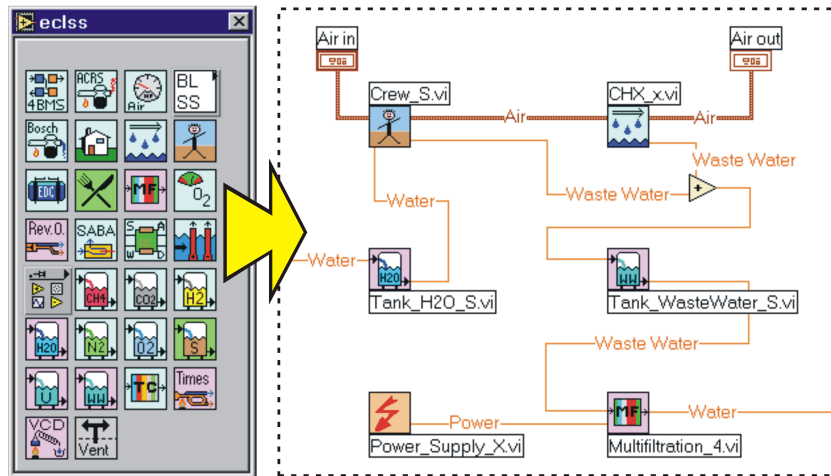 eclss
4BMS
ACRS
Air
BL
SS
Bosch
EDC
MF
O2
Rev.O.
SABA
S A
W D
CH4
CO2
H2
H2O
N2
O2
S
U
WW
TC
Times
VCD
Vent
Air in
Air out
Crew_S.vi
CHX_x.vi
Air
Air
Waste Water
Water
Waste Water
+
Water
H2O
WW
Tank_H2O_S.vi
Tank_WasteWater_S.vi
Waste Water
Power
MF
Water
Power_Supply_X.vi
Multifiltration_4.vi